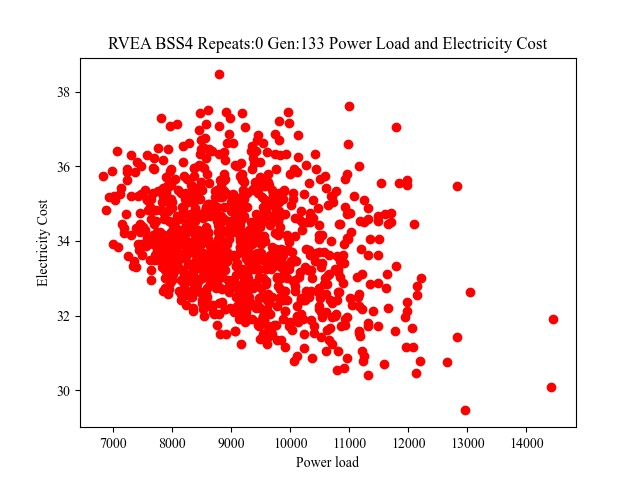 RVEA BSS4 Repeats:0 Gen:133 Power Load and Electricity Cost
38
36
34
32
30
Electricity Cost
7000 8000 9000 10000 11000 12000 13000 14000
Power load